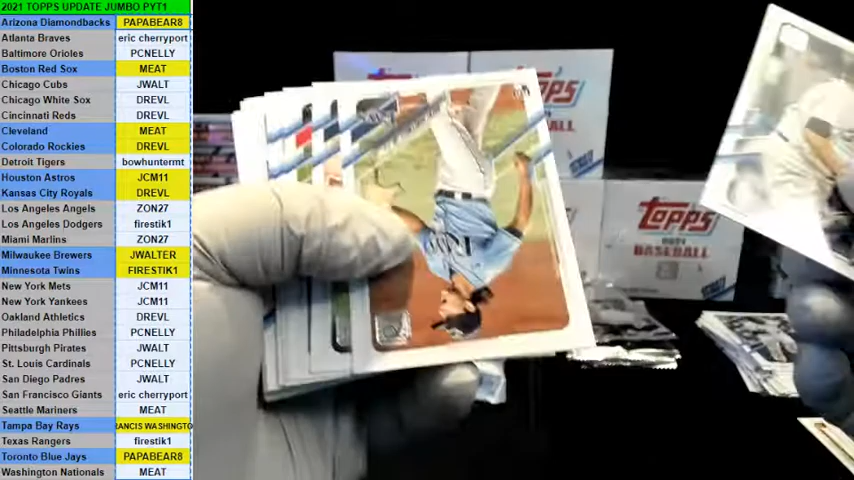 2021 TOPPS UPDATE JUMBO PYT1
Arizona Diamondbacks PAPABEAR8
Atlanta Braves eric cherryport
Baltimore Orioles PCNELLY
Boston Red Sox MEAT
Chicago Cubs JWALT
Chicago White Sox DREVL
Cincinnati Reds DREVL
Cleveland MEAT
Colorado Rockies DREVL
Detroit Tigers bowhuntermt
Houston Astros JCM11
Kansas City Royals DREVL
Los Angeles Angels ZON27
Los Angeles Dodgers firestik1
Miami Marlins ZON27
Milwaukee Brewers JWALTER
Minnesota Twins FIRESTIK1
New York Mets JCM11
New York Yankees JCM11
Oakland Athletics DREVL
Philadelphia Phillies PCNELLY
Pittsburgh Pirates JWALT
St. Louis Cardinals PCNELLY
San Diego Padres JWALT
San Francisco Giants eric cherryport
Seattle Mariners MEAT
Tampa Bay Rays RANCIS WASHINGTO
Texas Rangers firestik1
Toronto Blue Jays PAPABEAR8
Washington Nationals MEAT
TOPPS
TOPPS
2021
BASEBALL